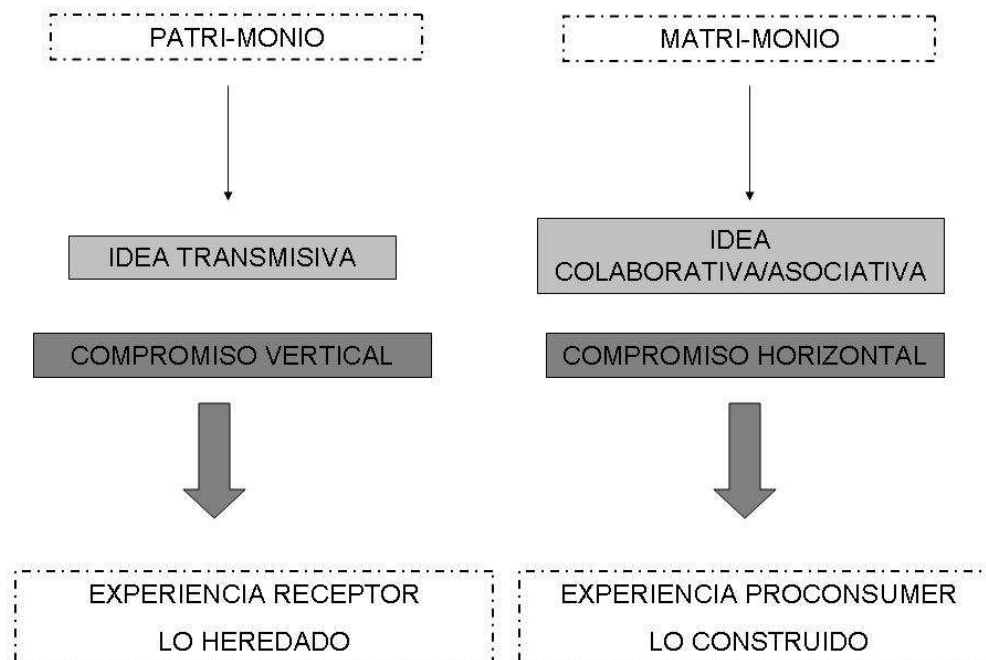 PATRI-MONIO
MATRI-MONIO
IDEA TRANSMISIVA
IDEA
COLABORATIVA/ASOCIATIVA
COMPROMISO VERTICAL
COMPROMISO HORIZONTAL
EXPERIENCIA RECEPTOR
LO HEREDADO
EXPERIENCIA PROCONSUMER
LO CONSTRUIDO